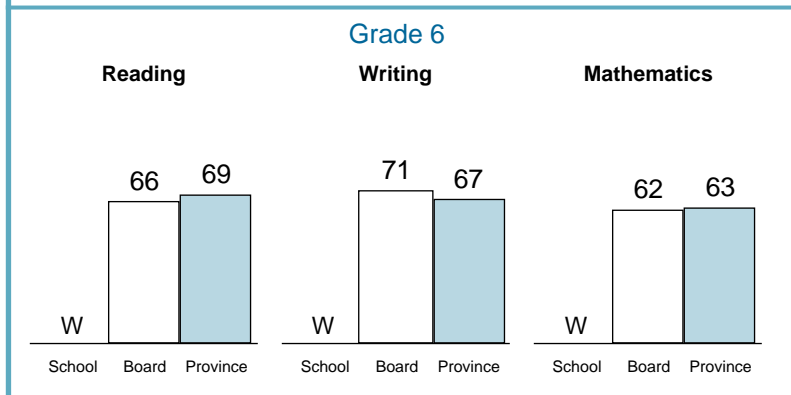 Grade 6
Reading
Writing
Mathematics
66
69
W
School
Board
Province
71
67
W
School
Board
Province
62
63
W
School
Board
Province